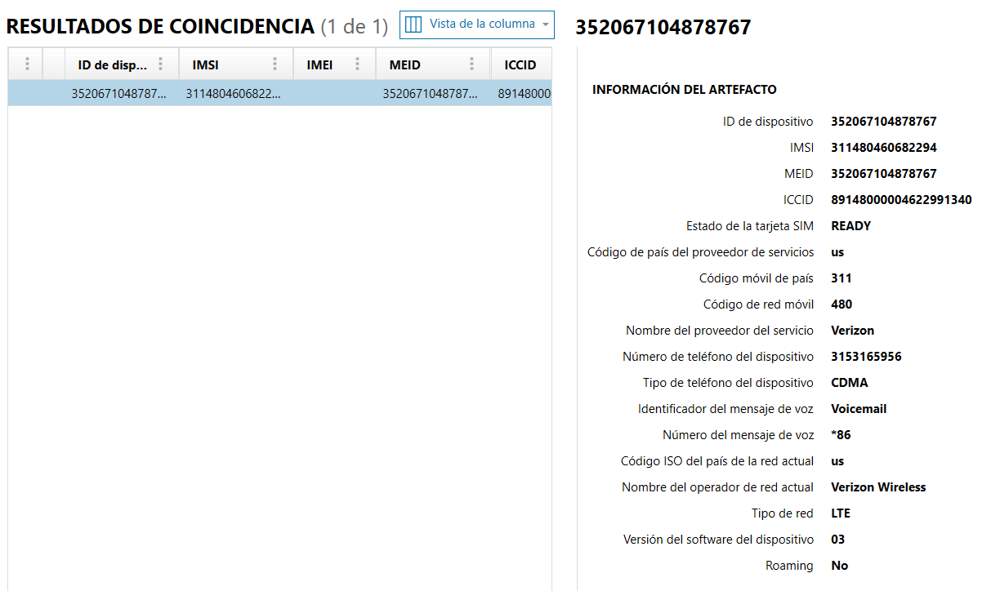 RESULTADOS DE COINCIDENCIA (1 de 1) Vista de la columna
ID de disp... IMSI IMEI MEID ICCID
3520671048787... 3114804606822... 3520671048787... 89148000
352067104878767
INFORMACIÓN DEL ARTEFACTO
ID de dispositivo 352067104878767
IMSI 311480460682294
MEID 352067104878767
ICCID 89148000004622991340
Estado de la tarjeta SIM READY
Código de país del proveedor de servicios us
Código móvil de país 311
Código de red móvil 480
Nombre del proveedor del servicio Verizon
Número de teléfono del dispositivo 3153165956
Tipo de teléfono del dispositivo CDMA
Identificador del mensaje de voz Voicemail
Número del mensaje de voz *86
Código ISO del país de la red actual us
Nombre del operador de red actual Verizon Wireless
Tipo de red LTE
Versión del software del dispositivo 03
Roaming No